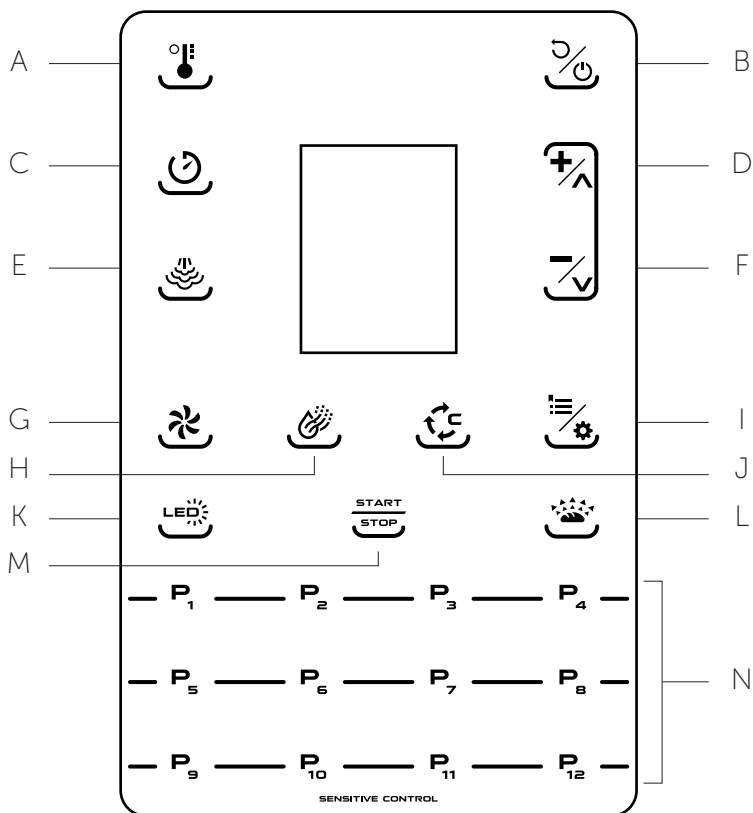 A
B
C
D
E
F
G
H
I
J
K
LED
L
START
STOP
M
P1 P2 P3 P4
P5 P6 P7 P8
N
P9 P10 P11 P12
SENSITIVE CONTROL